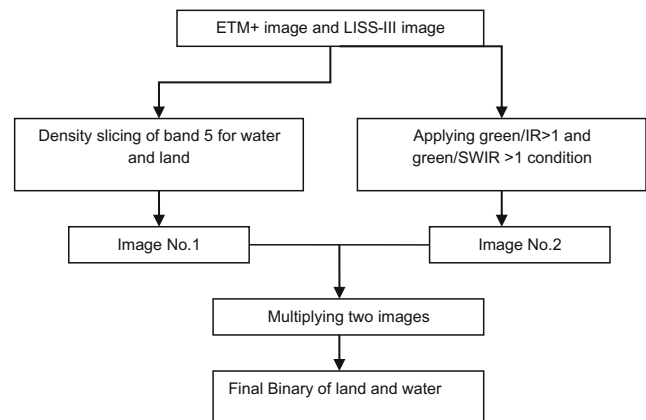 ETM+ image and LISS-III image
Density slicing of band 5 for water
and land
Applying green/IR>1 and
green/SWIR >1 condition
Image No.1
Image No.2
Multiplying two images
Final Binary of land and water